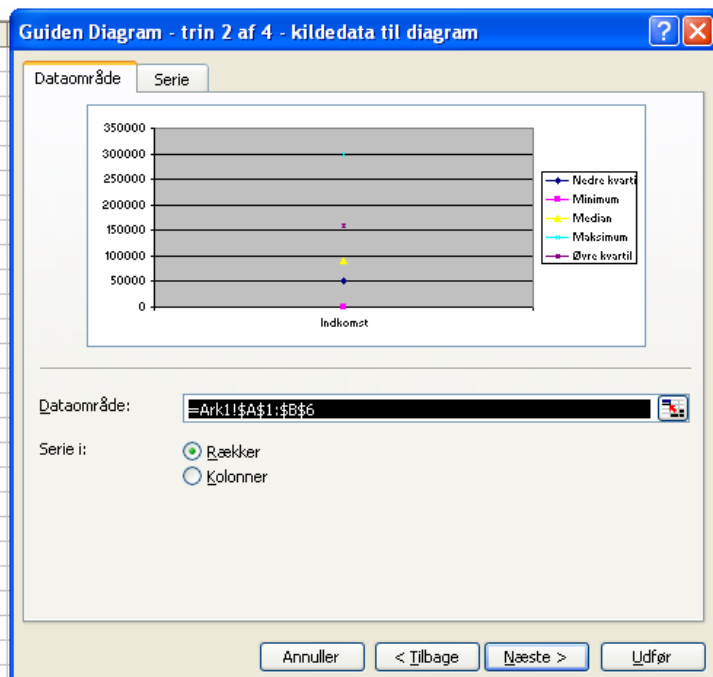 Guiden Diagram - trin 2 af 4 - kildedata til diagram
Dataområde
Serie
350000
300000
250000
200000
150000
100000
50000
0
Indkomst
Nedre kvarti
Minimum
Median
Maksimum
Øvre kvartil
Dataområde:
=Ark1!$A$1:$B$6
Serie i:
Rækker
Kolonner
Annuller
< Tilbage
Næste >
Udfør